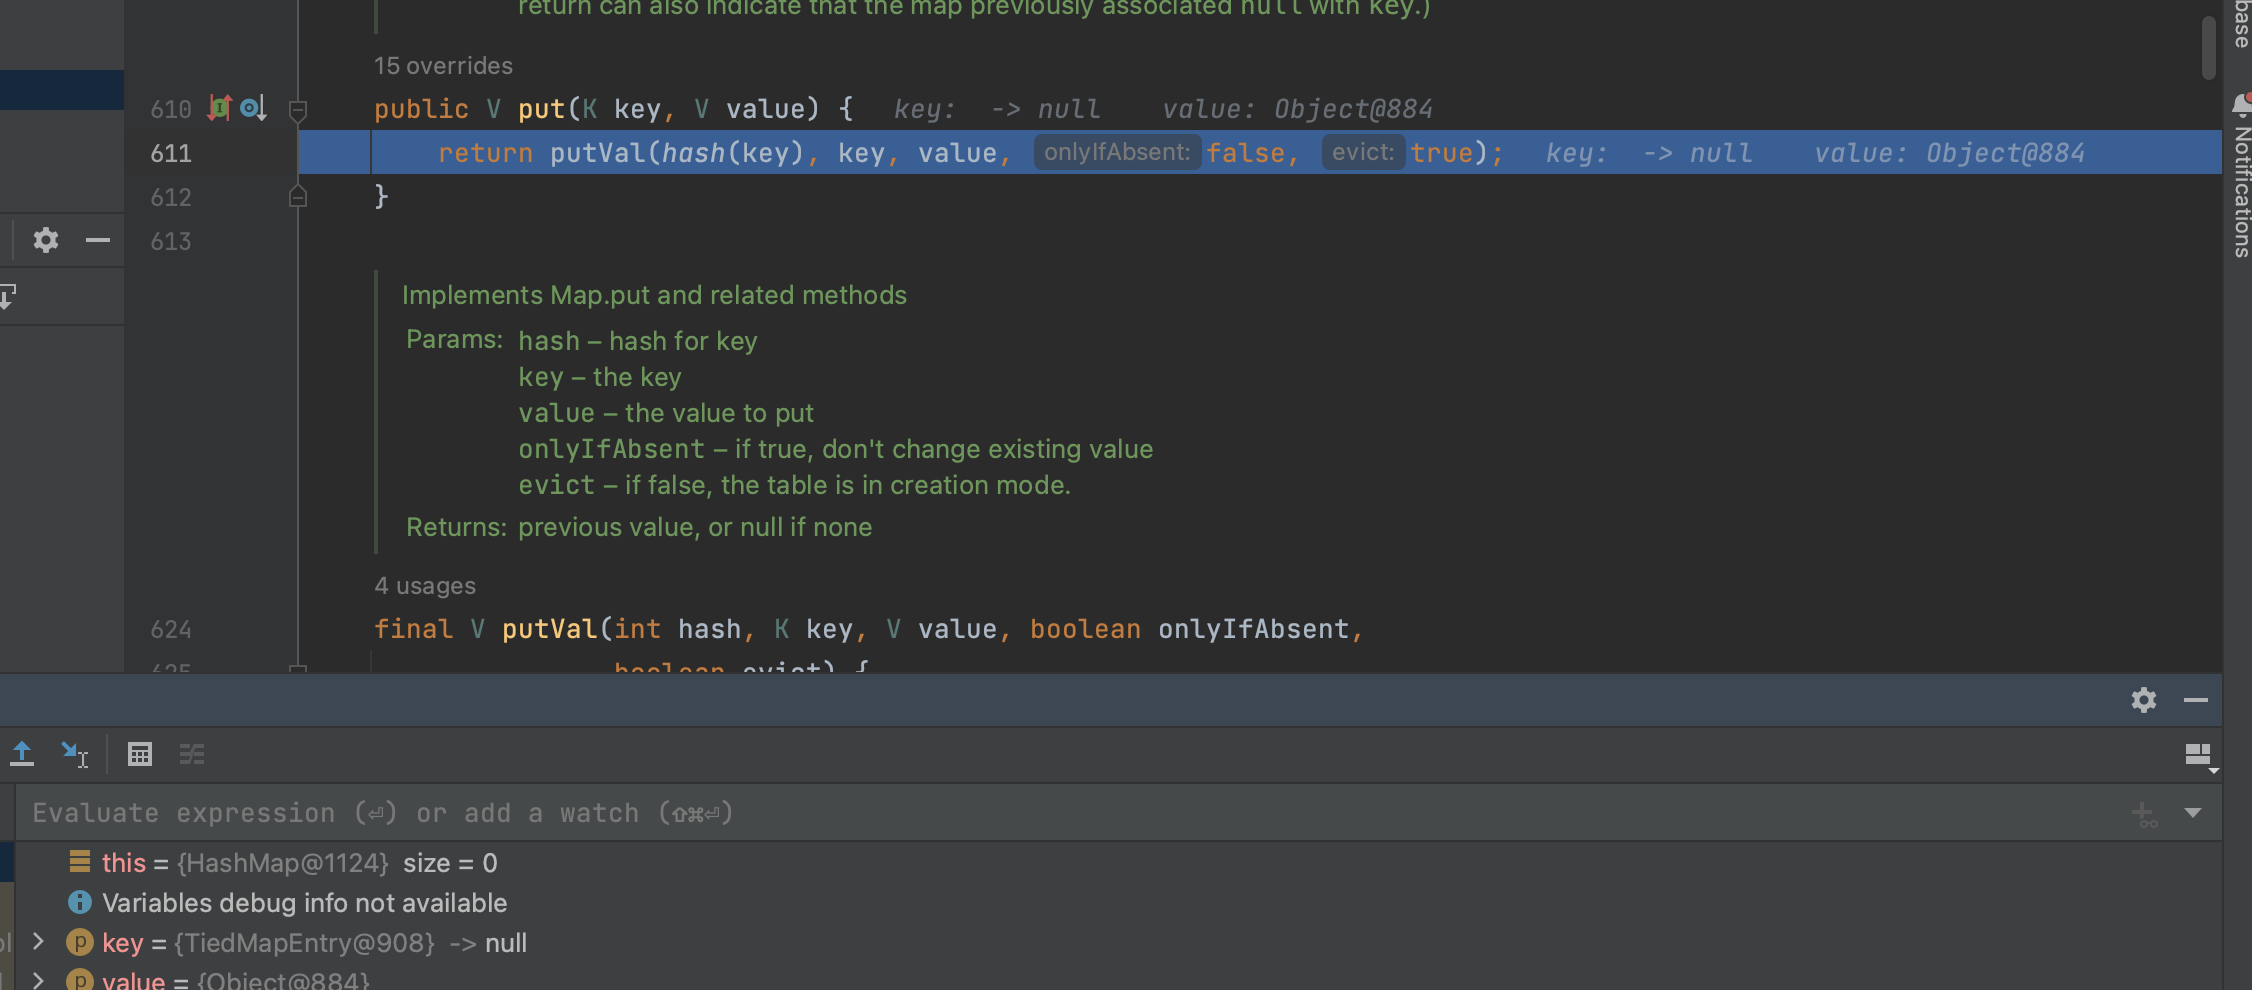 return can also indicate that the map previously associated null with key.)
15 overrides
610 public V put(K key, V value) { key: -> null value: Object@884
611 return putVal(hash(key), key, value, onlyIfAbsent: false, evict: true); key: -> null value: Object@884
612 }
613
Implements Map.put and related methods
Params: hash – hash for key
key – the key
value – the value to put
onlyIfAbsent – if true, don't change existing value
evict – if false, the table is in creation mode.
Returns: previous value, or null if none
4 usages
624 final V putVal(int hash, K key, V value, boolean onlyIfAbsent,
625 boolean evict) {
Evaluate expression (⏎) or add a watch (⇧⌘⏎)
this = {HashMap@1124} size = 0
Variables debug info not available
key = {TiedMapEntry@908} -> null
value = {Object@884}
base
Notifications